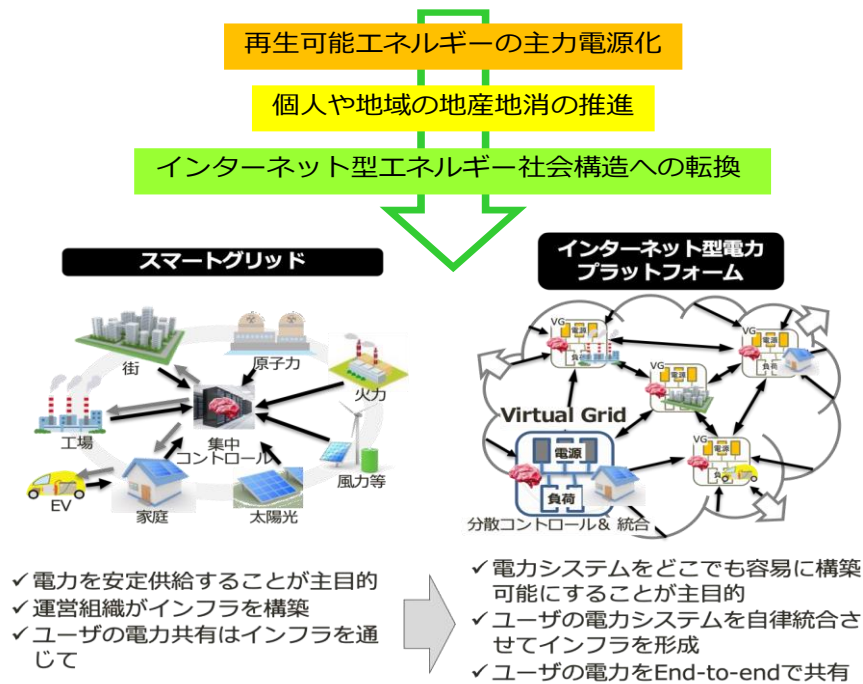 再生可能エネルギーの主力電源化
個人や地域の地産地消の推進
インターネット型エネルギー社会構造への転換
スマートグリッド
街
原子力
火力
工場
集中
コントロール
風力等
EV
家庭
太陽光
✓電力を安定供給することが主目的
✓運営組織がインフラを構築
✓ユーザの電力共有はインフラを通
じて
インターネット型電力
プラットフォーム
VG
電源
負荷
VG
電源
負荷
VG
電源
Virtual Grid
電源
負荷
VG
電源
分散コントロール& 統合
✓電力システムをどこでも容易に構築
可能にすることが主目的
✓ユーザの電力システムを自律統合さ
せてインフラを形成
✓ユーザの電力をEnd-to-endで共有